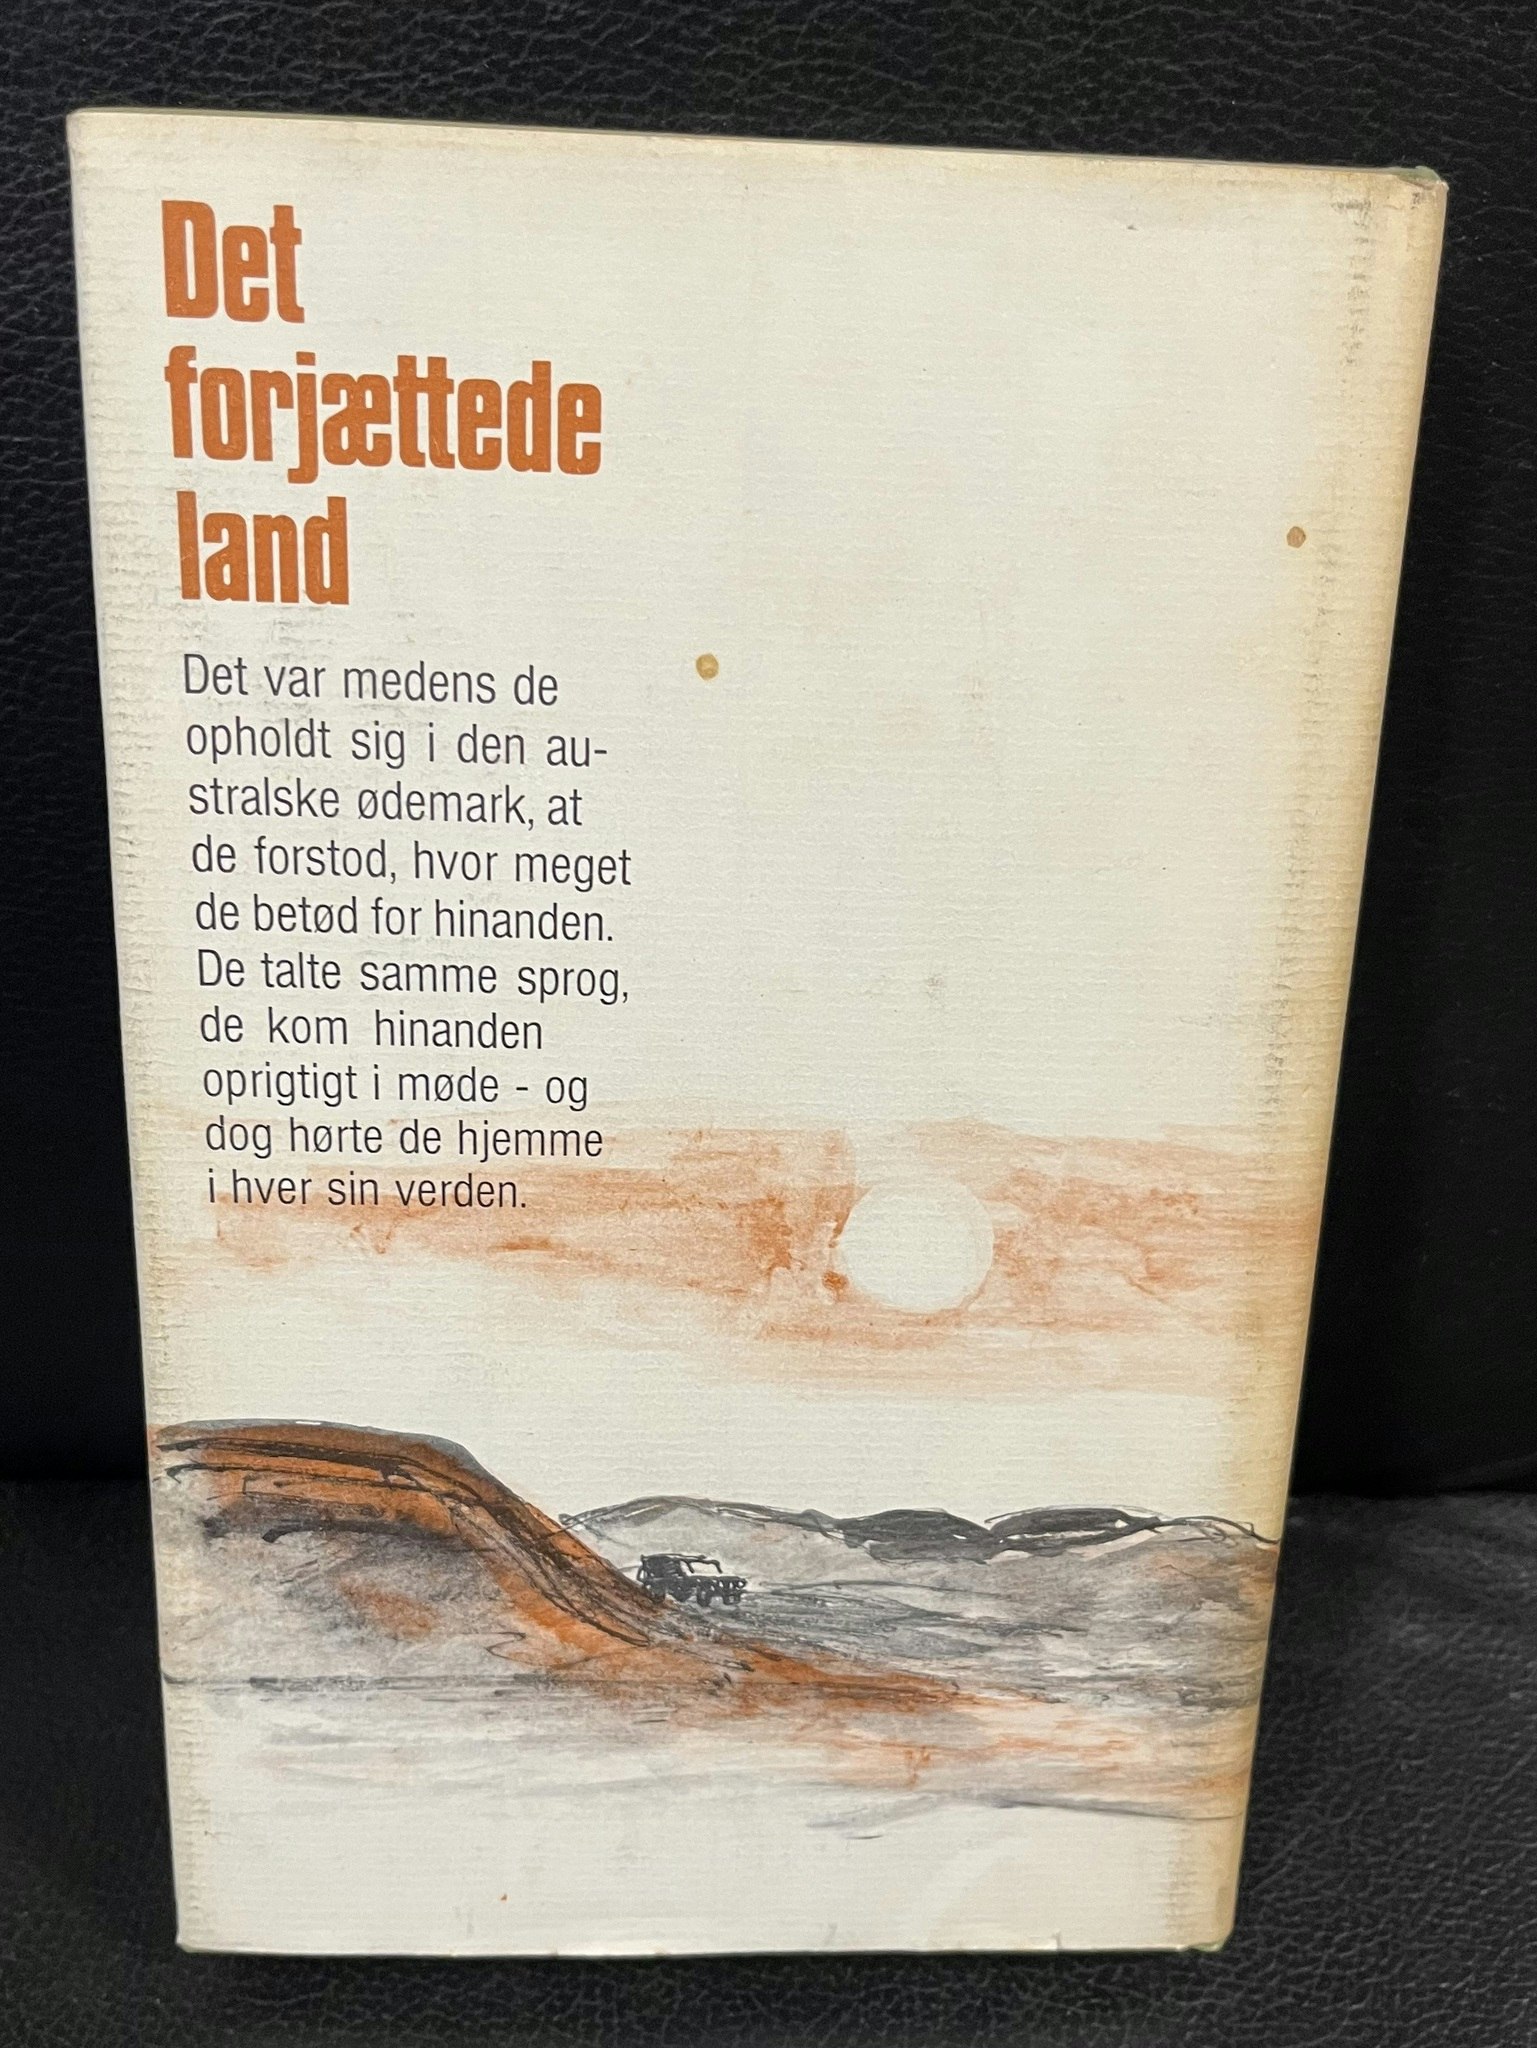 Det
forjættede
land
Det var medens de
opholdt sig i den au-
stralske ødemark, at
de forstod, hvor meget
de betød for hinanden.
De talte samme sprog,
de kom hinanden
oprigtigt i møde - og
dog hørte de hjemme
i hver sin verden.